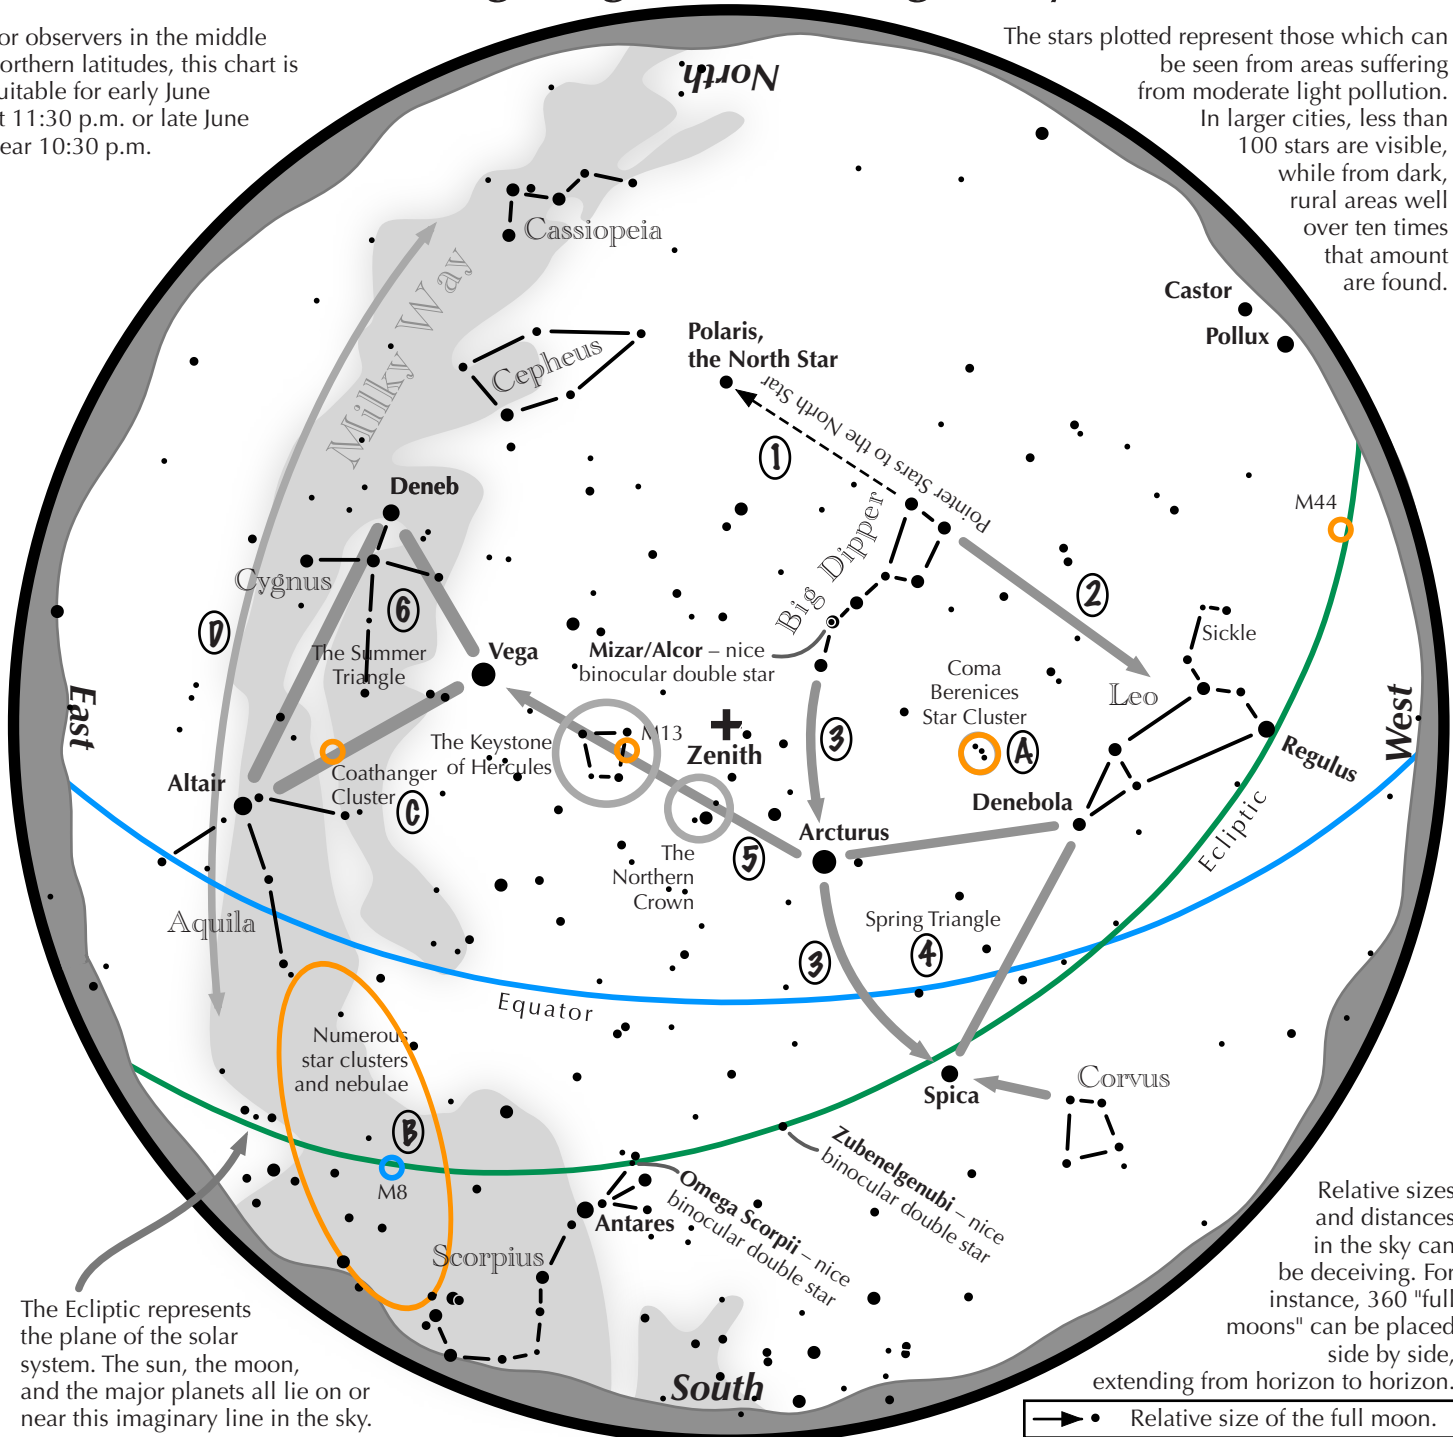 or observers in the middle
orthern latitudes, this chart is
uitable for early June
t 11:30 p.m. or late June
ear 10:30 p.m.
The stars plotted represent those which can
be seen from areas suffering
from moderate light pollution.
In larger cities, less than
100 stars are visible,
while from dark,
rural areas well
over ten times
that amount
are found.
North
Cassiopeia
Milky Way
Castor
Pollux
Polaris,
the North Star
Cepheus
Pointer Stars to the North Star
1
Deneb
Big Dipper
M44
Cygnus
6
2
D
The Summer
Triangle
Vega
Mizar/Alcor – nice
binocular double star
Sickle
Coma
Berenices
Star Cluster
A
Leo
East
West
The Keystone
of Hercules
M13
Zenith
3
Regulus
Altair
Coathanger
Cluster
C
Denebola
Arcturus
Ecliptic
5
The
Northern
Crown
Aquila
Spring Triangle
4
3
Equator
Numerous
star clusters
and nebulae
Spica
Corvus
B
M8
Zubenelgenubi – nice
binocular double star
Omega Scorpii – nice
binocular double star
Antares
Scorpius
The Ecliptic represents
the plane of the solar
system. The sun, the moon,
and the major planets all lie on or
near this imaginary line in the sky.
South
Relative sizes
and distances
in the sky can
be deceiving. For
instance, 360 "full
moons" can be placed
side by side,
extending from horizon to horizon.
Relative size of the full moon.